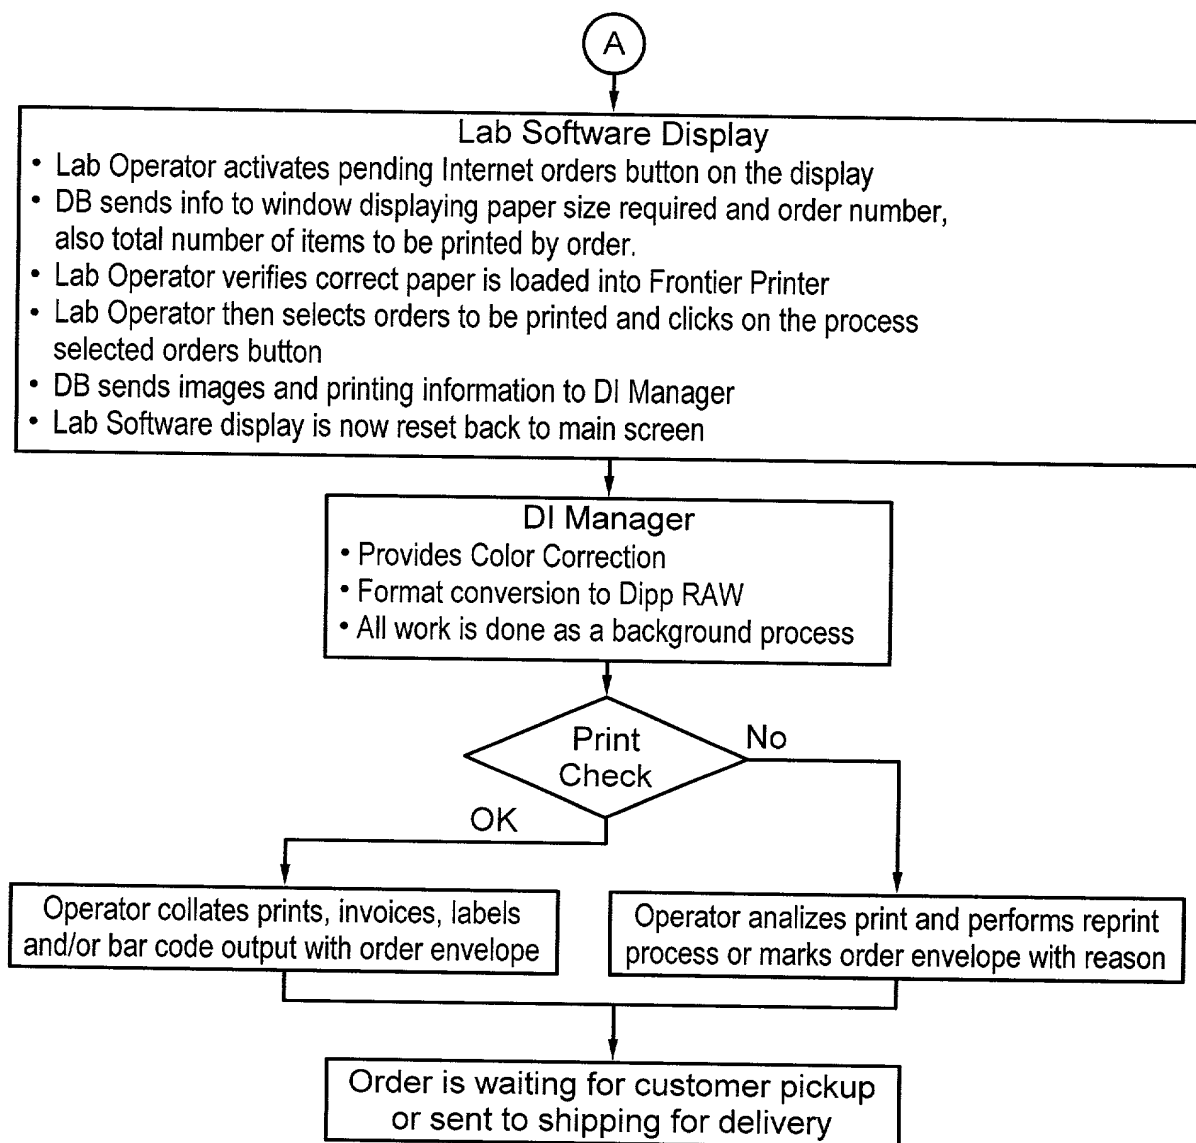 A
Lab Software Display
• Lab Operator activates pending Internet orders button on the display
• DB sends info to window displaying paper size required and order number,
also total number of items to be printed by order.
• Lab Operator verifies correct paper is loaded into Frontier Printer
• Lab Operator then selects orders to be printed and clicks on the process
selected orders button
• DB sends images and printing information to DI Manager
• Lab Software display is now reset back to main screen
DI Manager
• Provides Color Correction
• Format conversion to Dipp RAW
• All work is done as a background process
Print
Check
No
OK
Operator collates prints, invoices, labels
and/or bar code output with order envelope
Operator analizes print and performs reprint
process or marks order envelope with reason
Order is waiting for customer pickup
or sent to shipping for delivery